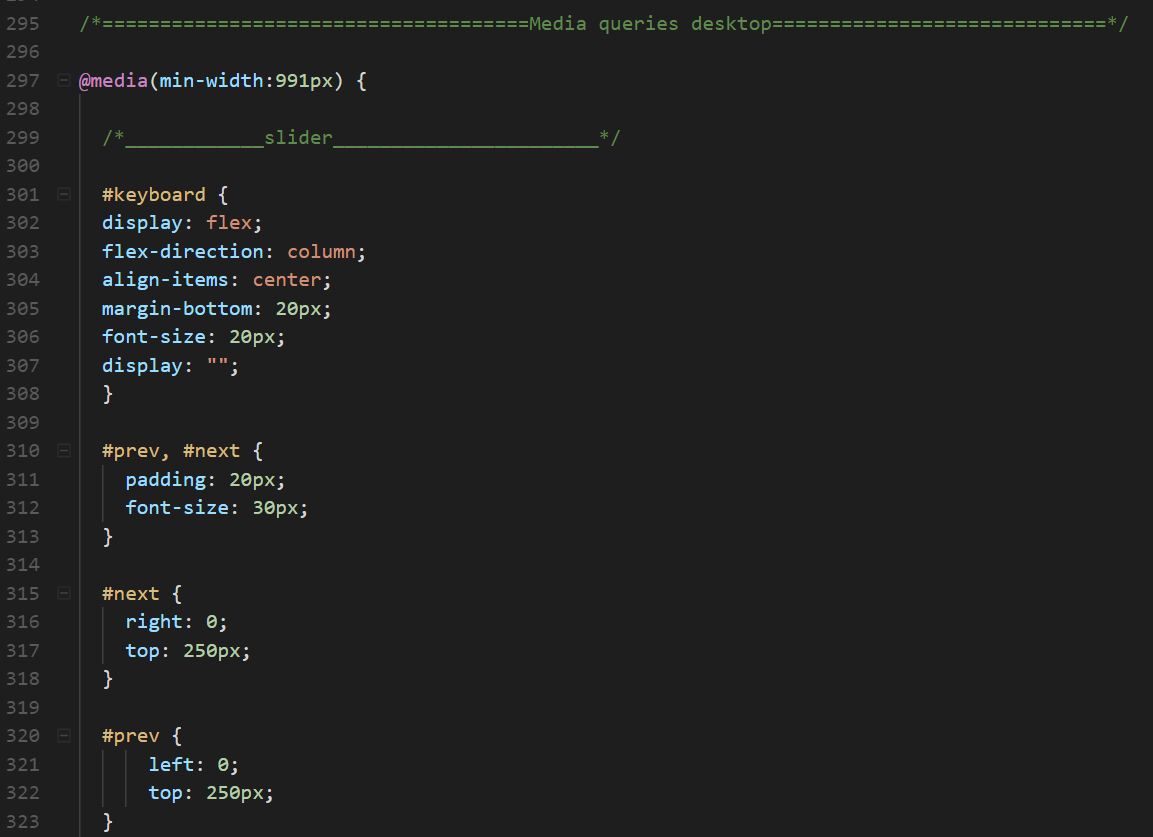 295 /*=====================================Media queries desktop=============================*/
296
297 @media(min-width:991px) {
298
299 /*____________slider_______________________*/
300
301 #keyboard {
302 display: flex;
303 flex-direction: column;
304 align-items: center;
305 margin-bottom: 20px;
306 font-size: 20px;
307 display: "";
308 }
309
310 #prev, #next {
311 padding: 20px;
312 font-size: 30px;
313 }
314
315 #next {
316 right: 0;
317 top: 250px;
318 }
319
320 #prev {
321 left: 0;
322 top: 250px;
323 }